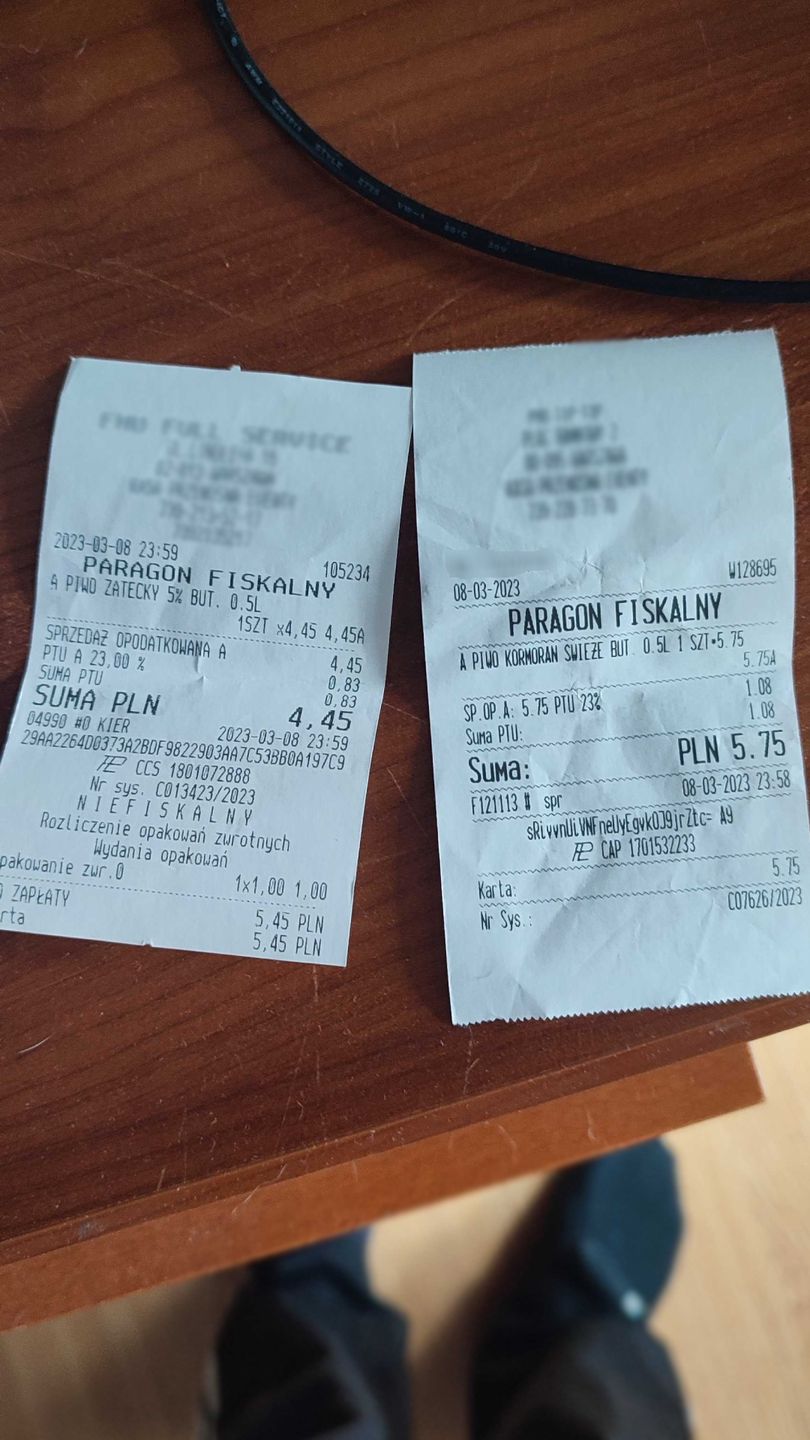 FHU FULL SERVICE
2023-03-08 23:59
105234
PARAGON FISKALNY
A PIWO ZATECKY 5% BUT. 0.5L
1SZT x4,45 4,45A
SPRZEDAŻ OPODATKOWANA A 4,45
PTU A 23,00 % 0,83
SUMA PTU 0,83
SUMA PLN 4,45
04990 #0 KIER 2023-03-08 23:59
29AA2264D0373A2BDF9822903AA7C53BB0A197C9
CCS 1801072888
Nr sys. C013423/2023
NIEFISKALNY
Rozliczenie opakowań zwrotnych
Wydania opakowań
pakowanie zwr.0 1x1,00 1,00
ZAPŁATY 5,45 PLN
rta 5,45 PLN
08-03-2023 W128695
PARAGON FISKALNY
A PIWO KORMORAN SWIEZE BUT. 0.5L 1 SZT*5.75
5.75A
SP.OP.A: 5.75 PTU 23% 1.08
Suma PTU: 1.08
Suma: PLN 5.75
F121113 # spr 08-03-2023 23:58
sRivvnUiVNFneUyEgvkOJ9jrZtc= A9
CAP 1701532233
Karta: 5.75
Nr Sys.: C07626/2023